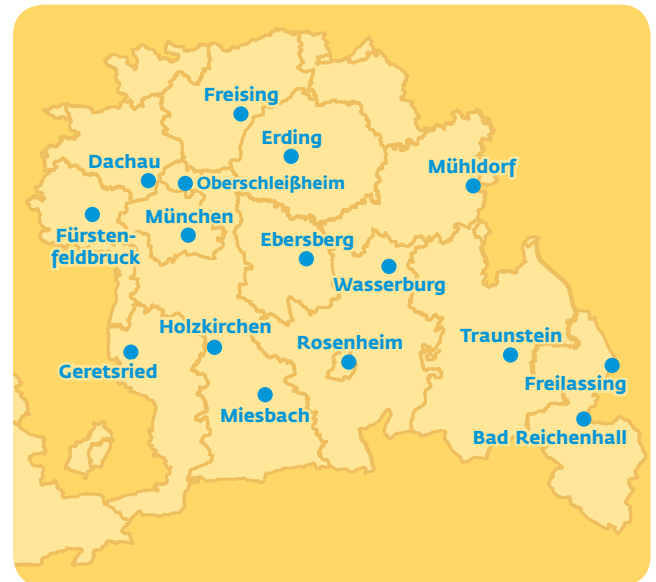 Freising
Erding
Dachau
Mühldorf
Oberschleißheim
München
Fürsten-
feldbruck
Ebersberg
Wasserburg
Holzkirchen
Rosenheim
Traunstein
Geretsried
Freilassing
Miesbach
Bad Reichenhall